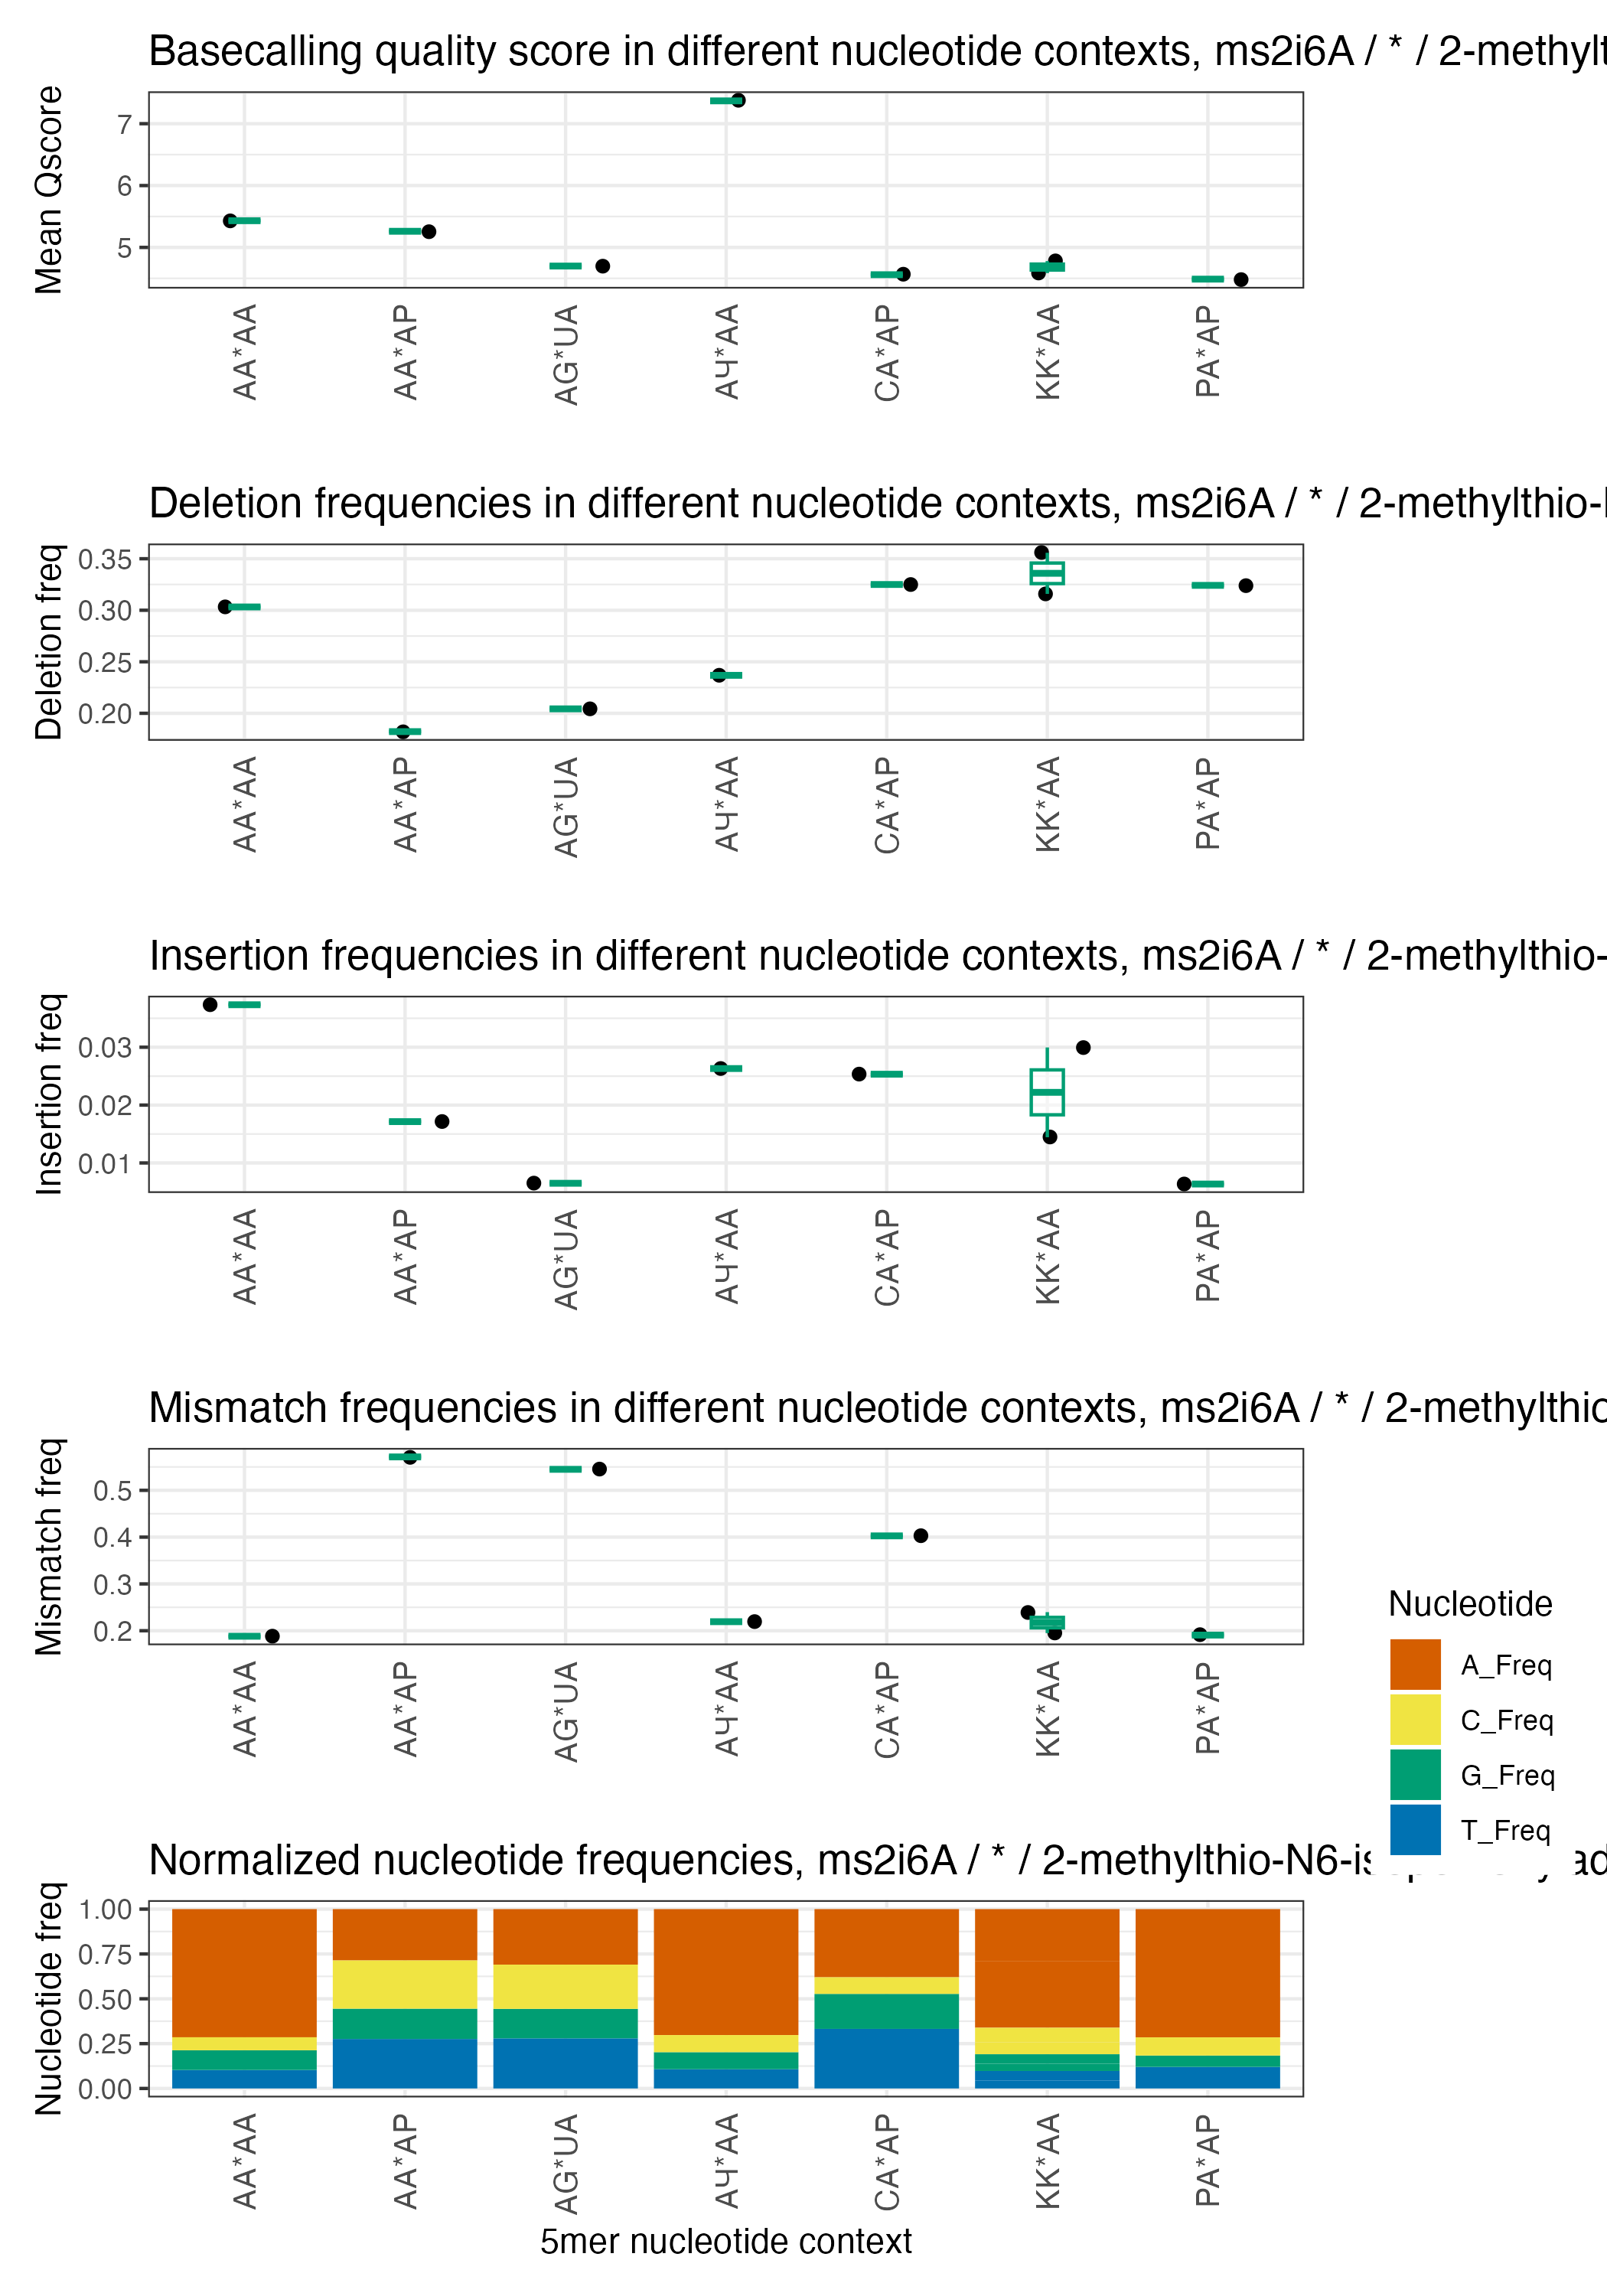 Basecalling quality score in different nucleotide contexts, ms2i6A / * / 2-methylt
Mean Qscore
7
6
5
AA*AA
AA*AP
AG*UA
AЧ*AA
CA*AP
KK*AA
PA*AP
Deletion frequencies in different nucleotide contexts, ms2i6A / * / 2-methylthio-
Deletion freq
0.35
0.30
0.25
0.20
AA*AA
AA*AP
AG*UA
AЧ*AA
CA*AP
KK*AA
PA*AP
Insertion frequencies in different nucleotide contexts, ms2i6A / * / 2-methylthio-
Insertion freq
0.03
0.02
0.01
AA*AA
AA*AP
AG*UA
AЧ*AA
CA*AP
KK*AA
PA*AP
Mismatch frequencies in different nucleotide contexts, ms2i6A / * / 2-methylthio
Mismatch freq
0.5
0.4
0.3
0.2
AA*AA
AA*AP
AG*UA
AЧ*AA
CA*AP
KK*AA
PA*AP
Nucleotide
A_Freq
C_Freq
G_Freq
T_Freq
Normalized nucleotide frequencies, ms2i6A / * / 2-methylthio-N6-is
Nucleotide freq
1.00
0.75
0.50
0.25
0.00
AA*AA
AA*AP
AG*UA
AЧ*AA
CA*AP
KK*AA
PA*AP
5mer nucleotide context